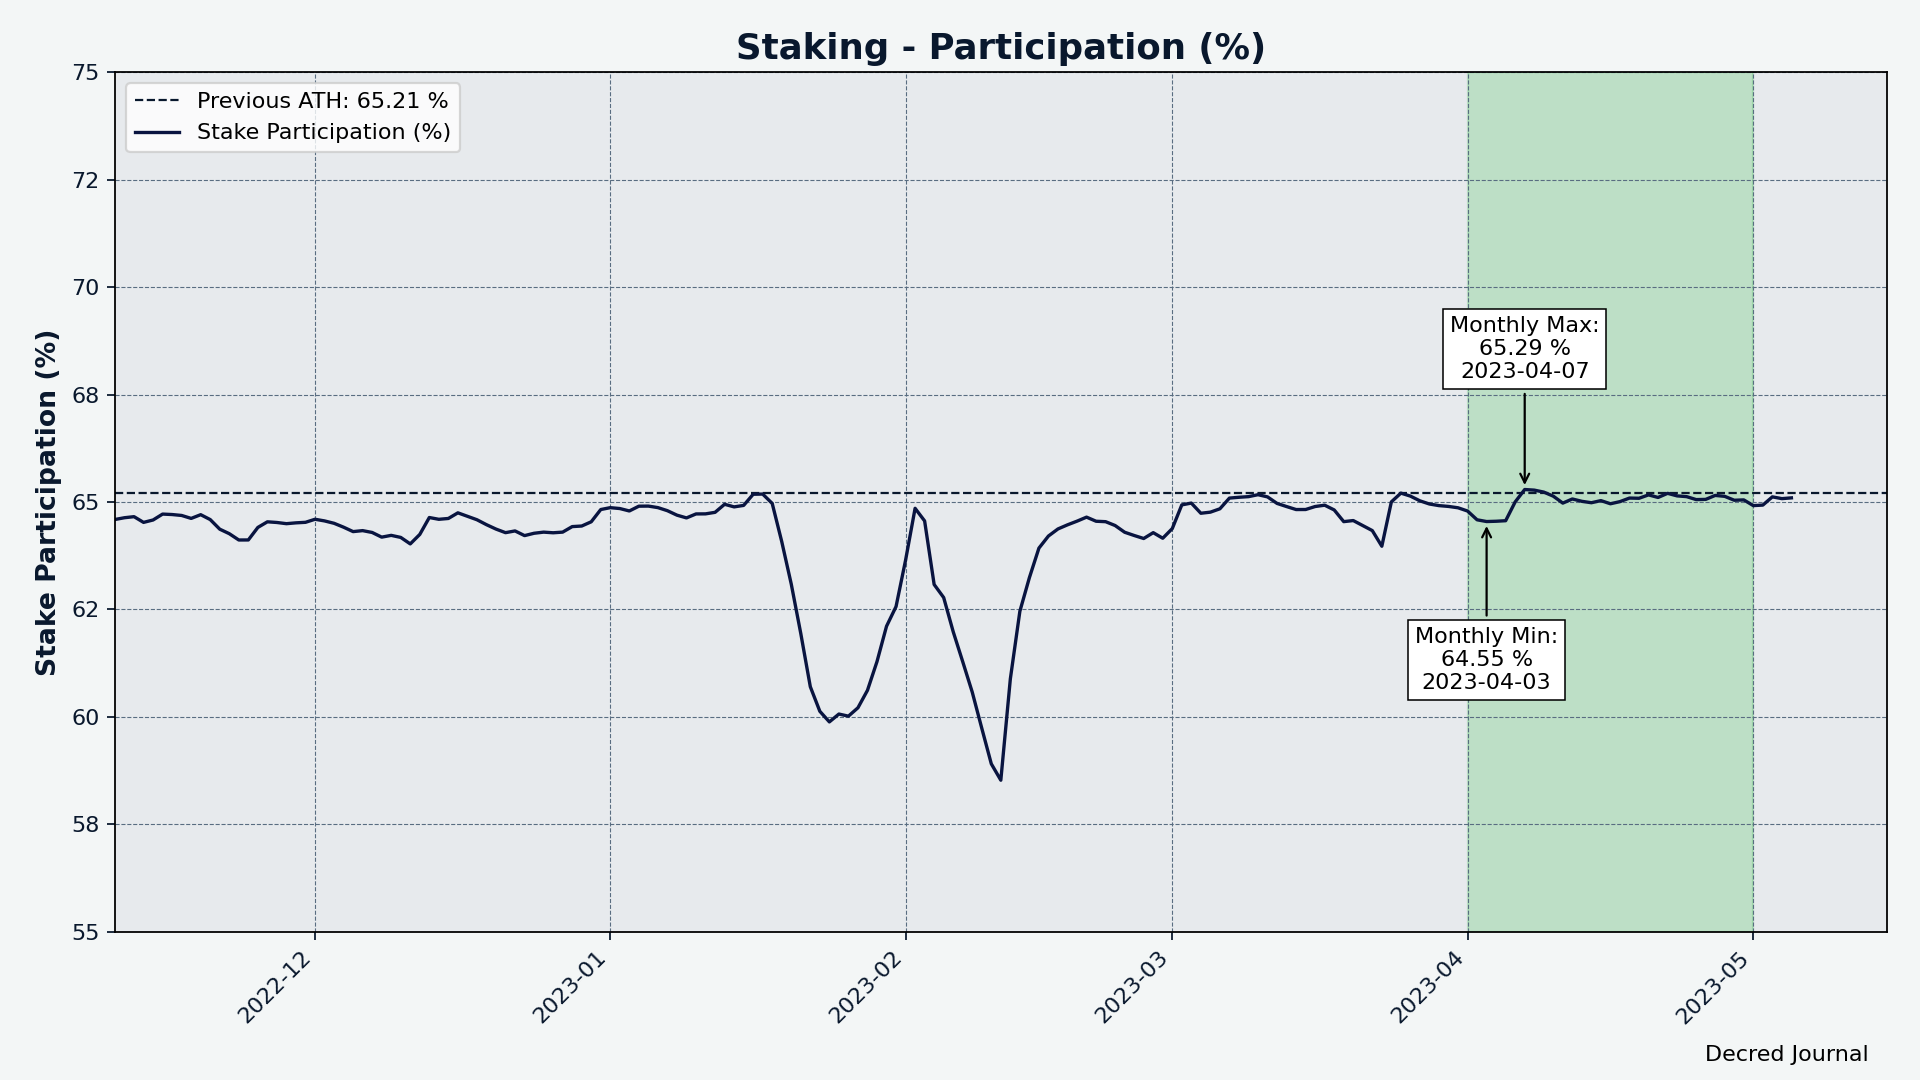 Staking - Participation (%)
Previous ATH: 65.21 %
Stake Participation (%)
Stake Participation (%)
75
72
70
68
65
62
60
58
55
Monthly Max:
65.29 %
2023-04-07
Monthly Min:
64.55 %
2023-04-03
2022-12
2023-01
2023-02
2023-03
2023-04
2023-05
Decred Journal